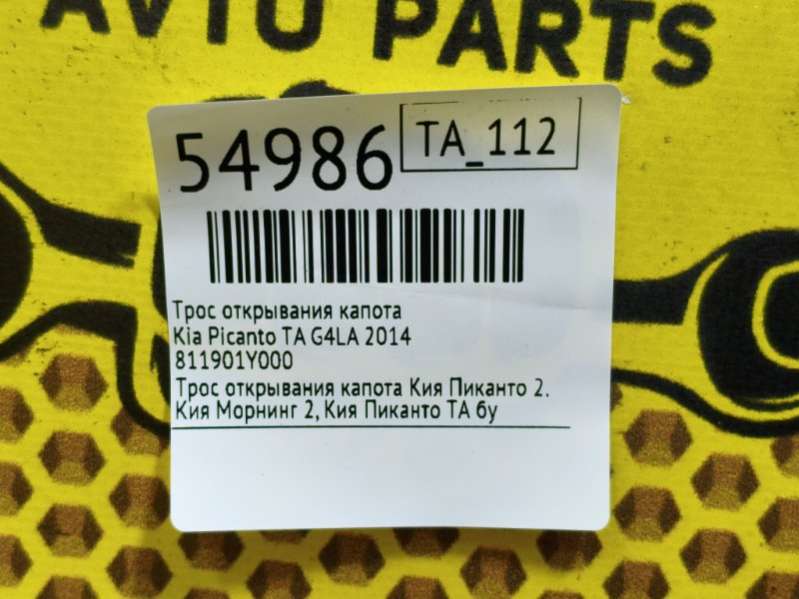 AVTO PARTS
54986
TA_112
Трос открывания капота
Kia Picanto TA G4LA 2014
811901Y000
Трос открывания капота Кия Пиканто 2.
Кия Морнинг 2, Кия Пиканто ТА бу